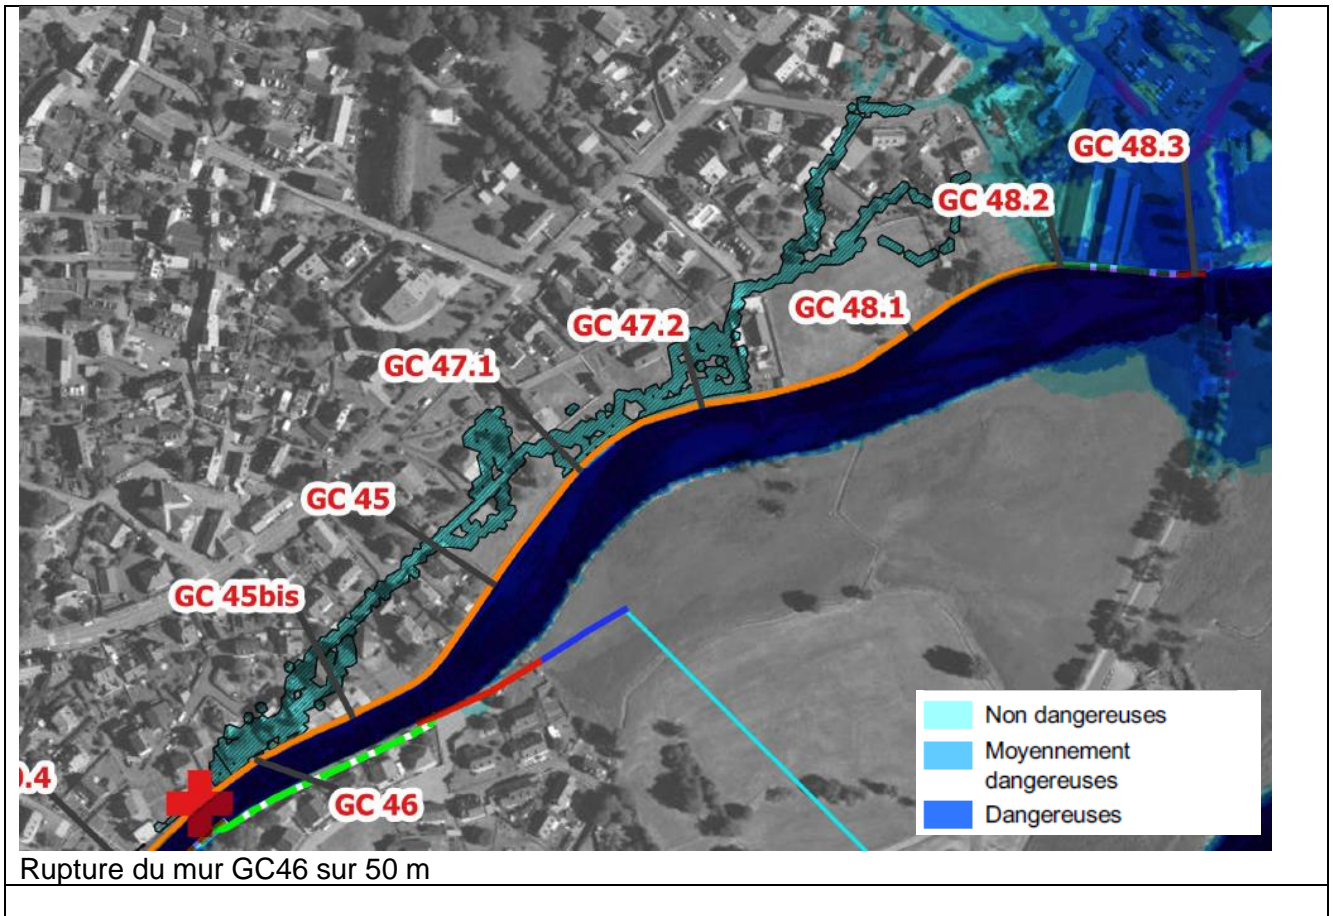 GC 48.3
GC 48.2
GC 48.1
GC 47.2
GC 47.1
GC 45
GC 45bis
.4
GC 46
Non dangereuses
Moyennement
dangereuses
Dangereuses
Rupture du mur GC46 sur 50 m